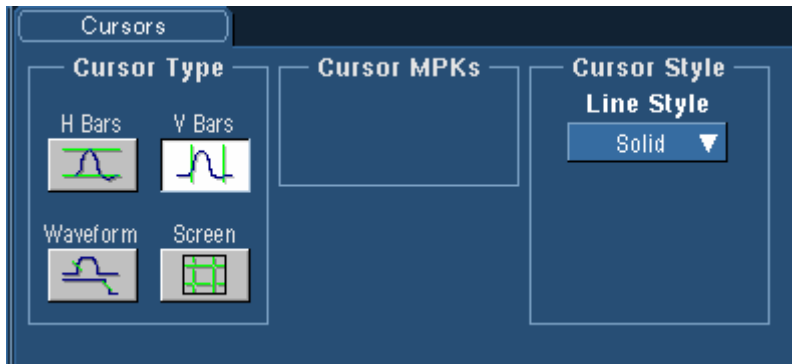 Cursors
Cursor Type
H Bars
V Bars
Waveform
Screen
Cursor MPKs
Cursor Style
Line Style
Solid